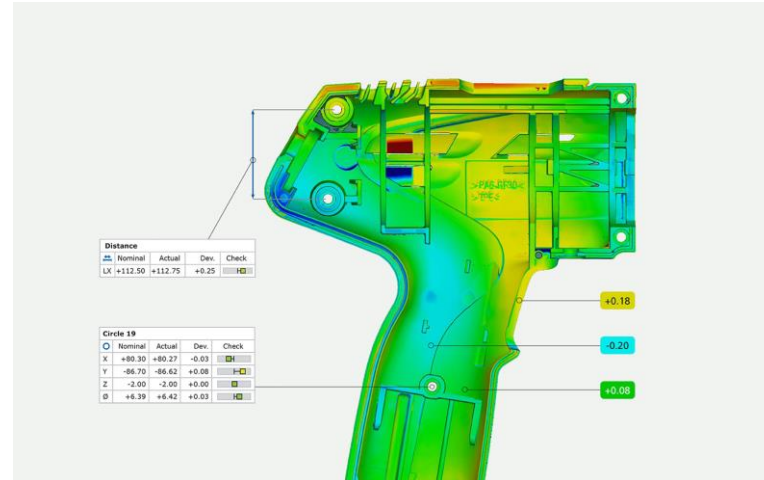 Distance
Nominal Actual Dev. Check
LX +112.50 +112.75 +0.25
Circle 19
Nominal Actual Dev. Check
X +80.30 +80.27 -0.03
Y -86.70 -86.62 +0.08
Z -2.00 -2.00 +0.00
Ø +6.39 +6.42 +0.03
+0.18
-0.20
+0.08